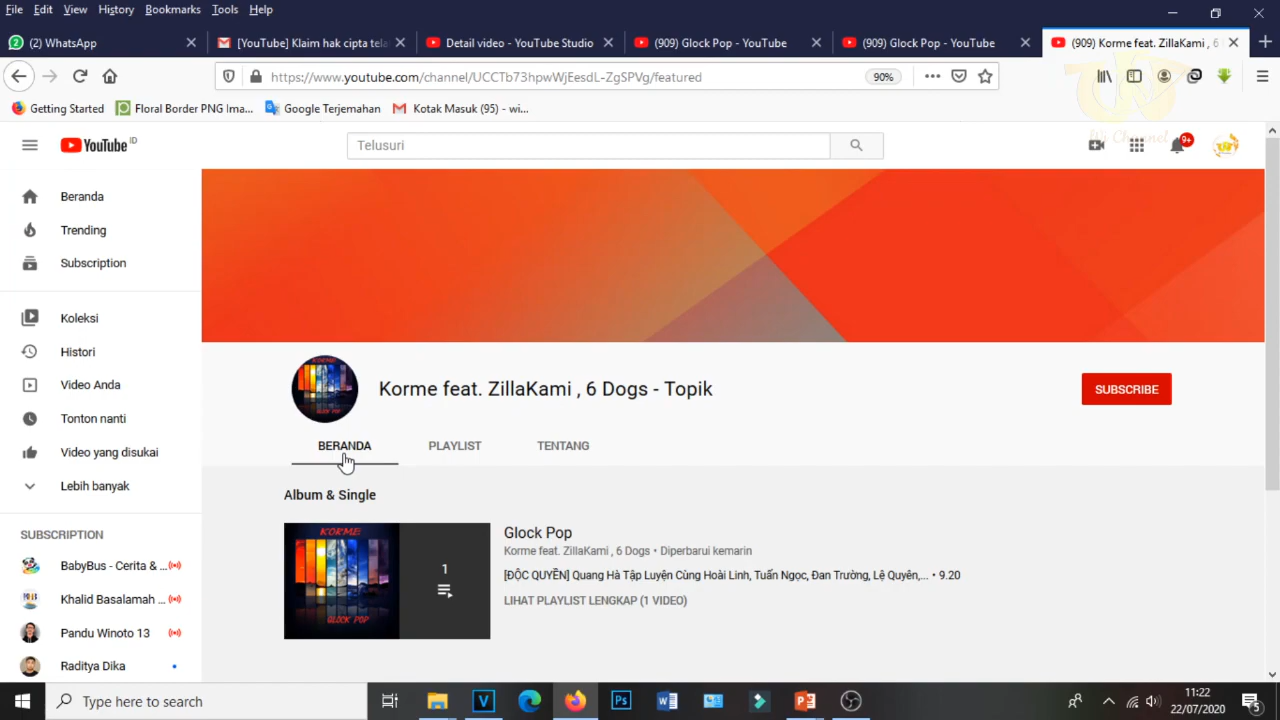 File Edit View History Bookmarks Tools Help
(2) WhatsApp
[YouTube] Klaim hak cipta tela
Detail video - YouTube Studio
(909) Glock Pop - YouTube
(909) Glock Pop - YouTube
(909) Korme feat. ZillaKami , 6
https://www.youtube.com/channel/UCCTb73hpwWjEesdL-ZgSPVg/featured
90%
Getting Started
Floral Border PNG Ima...
Google Terjemahan
Kotak Masuk (95) - wi...
YouTube ID
Telusuri
9+
Beranda
Trending
Subscription
Koleksi
Histori
Video Anda
Tonton nanti
Video yang disukai
Lebih banyak
SUBSCRIPTION
BabyBus - Cerita & ...
Khalid Basalamah ...
Pandu Winoto 13
Raditya Dika
Korme feat. ZillaKami , 6 Dogs - Topik
SUBSCRIBE
BERANDA
PLAYLIST
TENTANG
Album & Single
KORME
GLOCK POP
1
Glock Pop
Korme feat. ZillaKami , 6 Dogs • Diperbarui kemarin
[ĐỘC QUYỀN] Quang Hà Tập Luyện Cùng Hoài Linh, Tuấn Ngọc, Đan Trường, Lệ Quyên,... • 9.20
LIHAT PLAYLIST LENGKAP (1 VIDEO)
Type here to search
11:22
22/07/2020
5